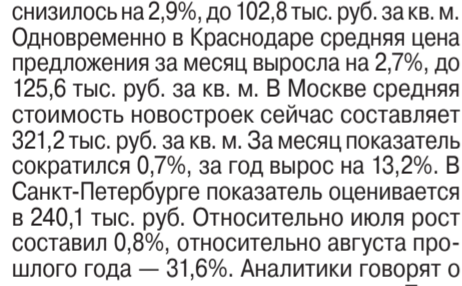 снизилось на 2,9%, до 102,8 тыс. руб. за кв. м.
Одновременно в Краснодаре средняя цена
предложения за месяц выросла на 2,7%, до
125,6 тыс. руб. за кв. м. В Москве средняя
стоимость новостроек сейчас составляет
321,2 тыс. руб. за кв. м. За месяц показатель
сократился 0,7%, за год вырос на 13,2%. В
Санкт-Петербурге показатель оценивается
в 240,1 тыс. руб. Относительно июля рост
составил 0,8%, относительно августа про-
шлого года — 31,6%. Аналитики говорят о